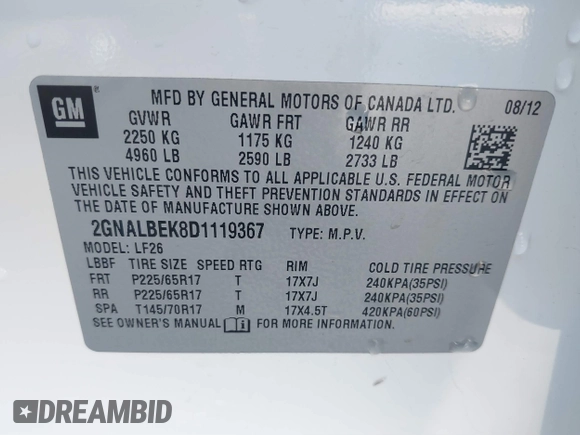 GM
MFD BY GENERAL MOTORS OF CANADA LTD. 08/12
GVWR GAWR FRT GAWR RR
2250 KG 1175 KG 1240 KG
4960 LB 2590 LB 2733 LB
THIS VEHICLE CONFORMS TO ALL APPLICABLE U.S. FEDERAL MOTOR
VEHICLE SAFETY AND THEFT PREVENTION STANDARDS IN EFFECT ON
THE DATE OF MANUFACTURE SHOWN ABOVE.
2GNALBEK8D1119367 TYPE: M.P.V.
MODEL: LF26
LBBF TIRE SIZE SPEED RTG RIM COLD TIRE PRESSURE
FRT P225/65R17 T 17X7J 240KPA(35PSI)
RR P225/65R17 T 17X7J 240KPA(35PSI)
SPA T145/70R17 M 17X4.5T 420KPA(60PSI)
SEE OWNER'S MANUAL FOR MORE INFORMATION
DREAMBID